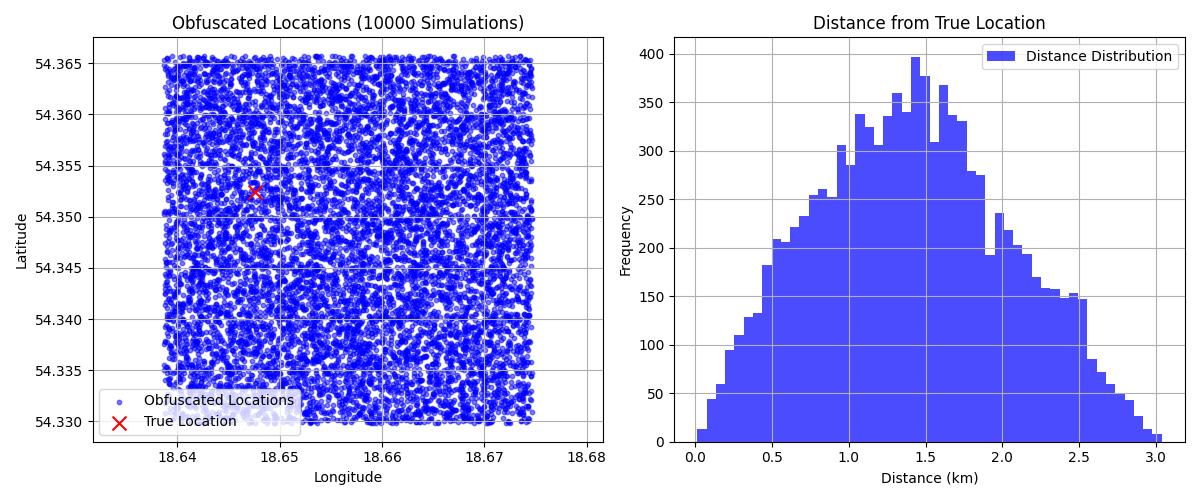 Obfuscated Locations (10000 Simulations)
54.365
54.360
54.355
54.350
54.345
54.340
54.335
54.330
Latitude
Obfuscated Locations
True Location
18.64 18.65 18.66 18.67 18.68
Longitude
Distance from True Location
Distance Distribution
400
350
300
250
200
150
100
50
0
Frequency
0.0 0.5 1.0 1.5 2.0 2.5 3.0
Distance (km)